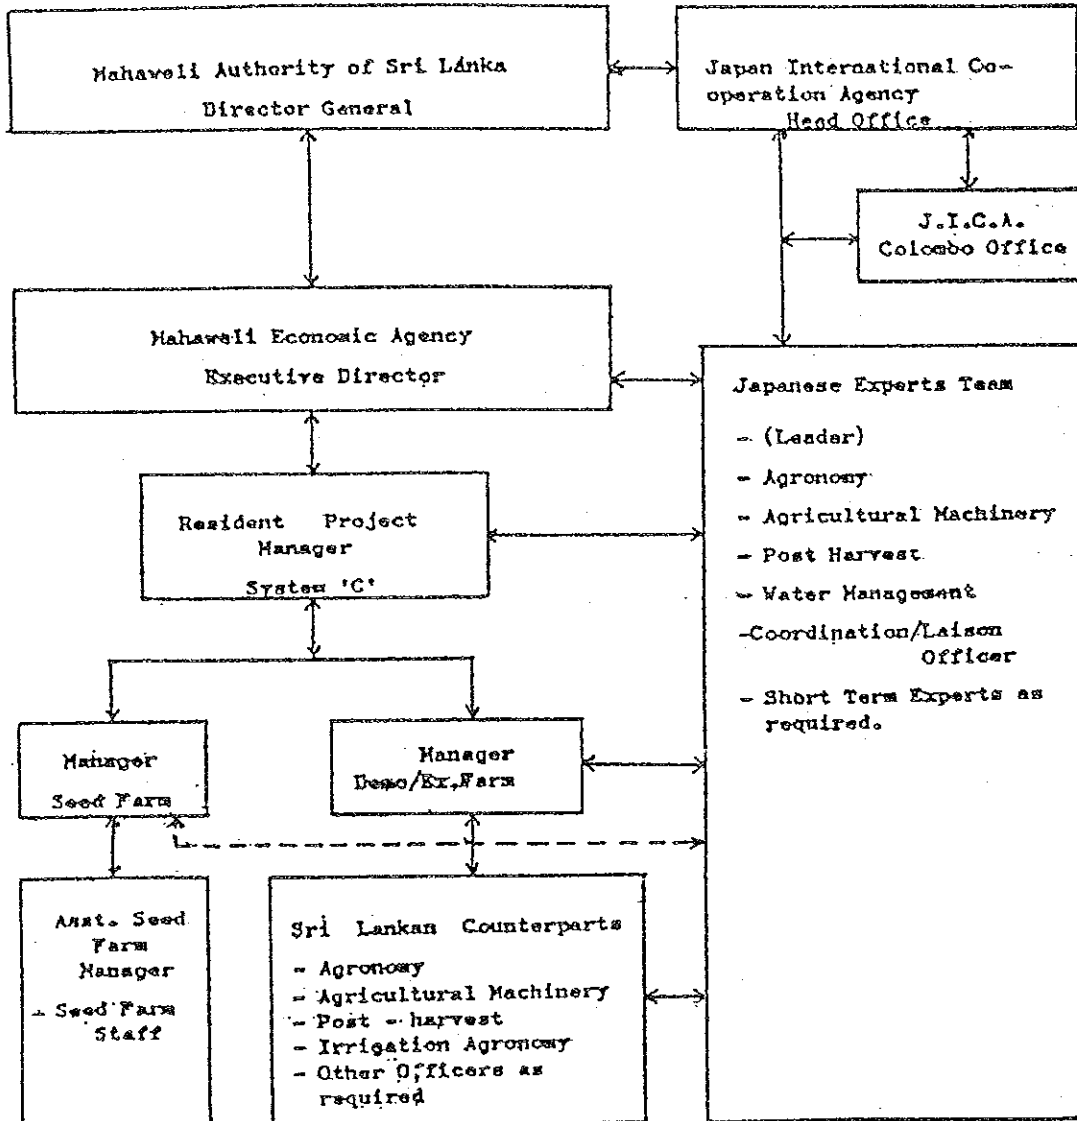 Mahaweli Authority of Sri Lanka
Director General
Japan International Co-
operation Agency
Head Office
J.I.C.A.
Colombo Office
Mahaweli Economic Agency
Executive Director
Japanese Experts Team
- (Leader)
- Agronomy
- Agricultural Machinery
- Post Harvest
- Water Management
-Coordination/Laison
Officer
- Short Term Experts as
required.
Resident Project
Manager
System 'C'
Manager
Seed Farm
Manager
Demo/Ex.Farm
Asst. Seed
Farm
Manager
- Seed Farm
Staff
Sri Lankan Counterparts
- Agronomy
- Agricultural Machinery
- Post - harvest
- Irrigation Agronomy
- Other Officers as
required